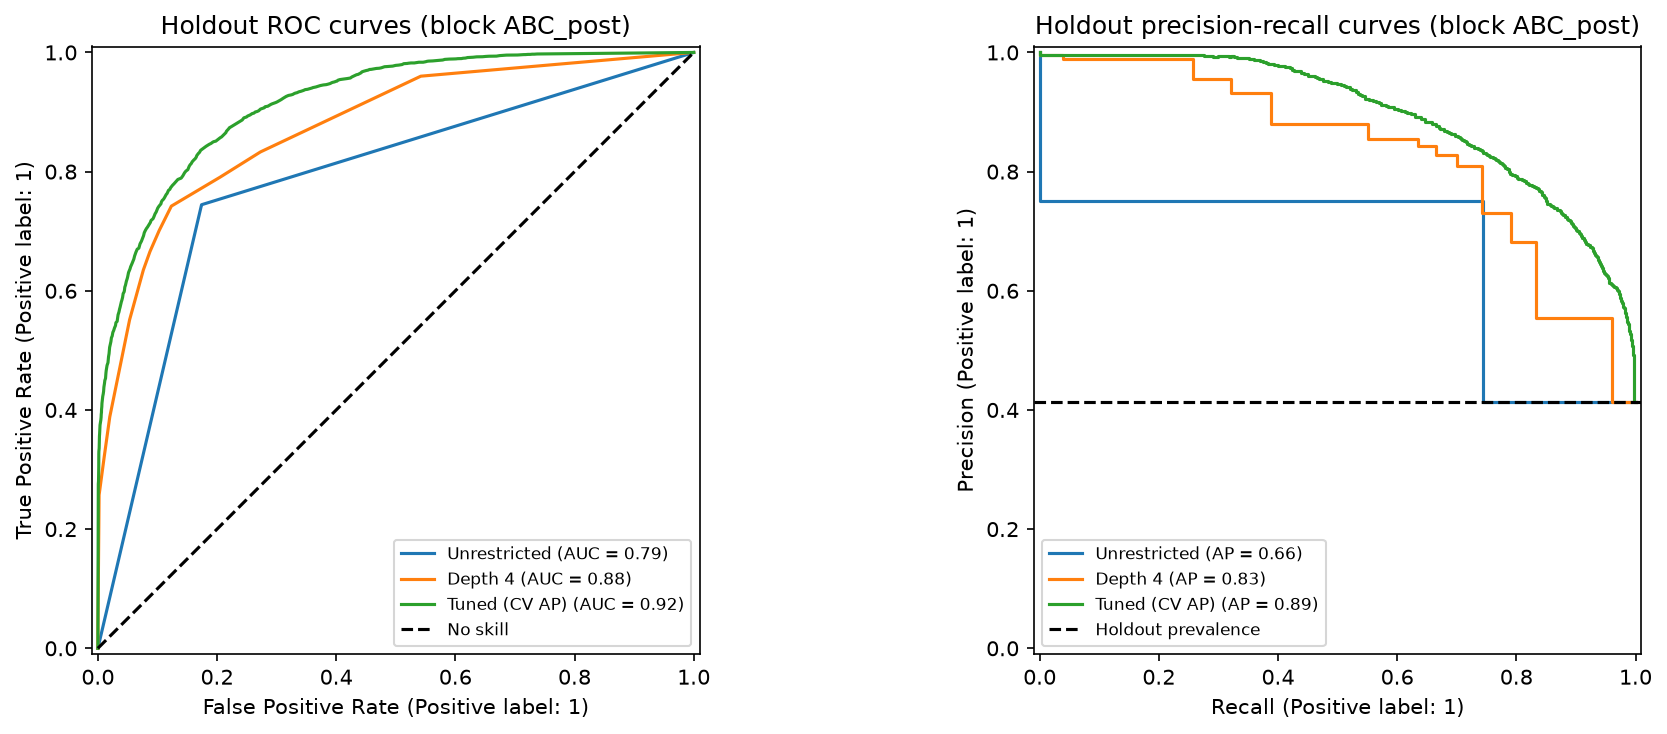 Holdout ROC curves (block ABC_post)
True Positive Rate (Positive label: 1)
1.0
0.8
0.6
0.4
0.2
0.0
0.0 0.2 0.4 0.6 0.8 1.0
False Positive Rate (Positive label: 1)
Unrestricted (AUC = 0.79)
Depth 4 (AUC = 0.88)
Tuned (CV AP) (AUC = 0.92)
No skill
Holdout precision-recall curves (block ABC_post)
Precision (Positive label: 1)
1.0
0.8
0.6
0.4
0.2
0.0
0.0 0.2 0.4 0.6 0.8 1.0
Recall (Positive label: 1)
Unrestricted (AP = 0.66)
Depth 4 (AP = 0.83)
Tuned (CV AP) (AP = 0.89)
Holdout prevalence